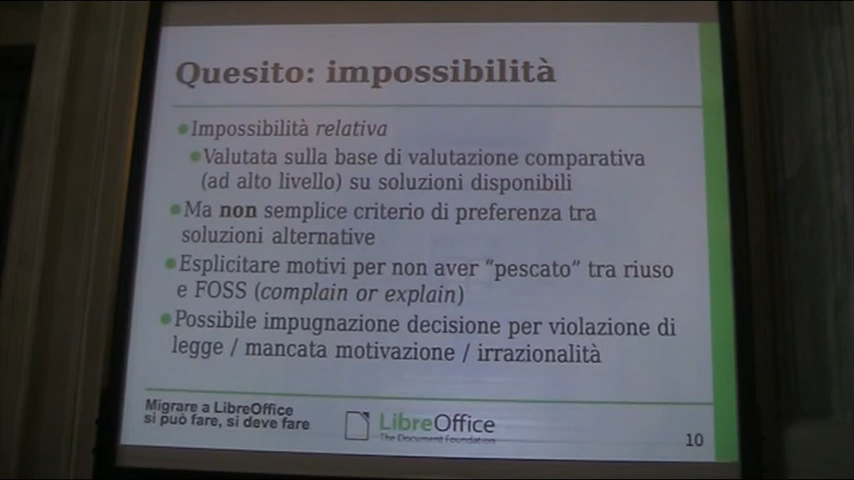 Quesito: impossibilità
Impossibilità relativa
Valutata sulla base di valutazione comparativa
(ad alto livello) su soluzioni disponibili
Ma non semplice criterio di preferenza tra
soluzioni alternative
Esplicitare motivi per non aver “pescato” tra riuso
e FOSS (complain or explain)
Possibile impugnazione decisione per violazione di
legge / mancata motivazione / irrazionalità
Migrare a LibreOffice
si può fare, si deve fare
LibreOffice
The Document Foundation
10